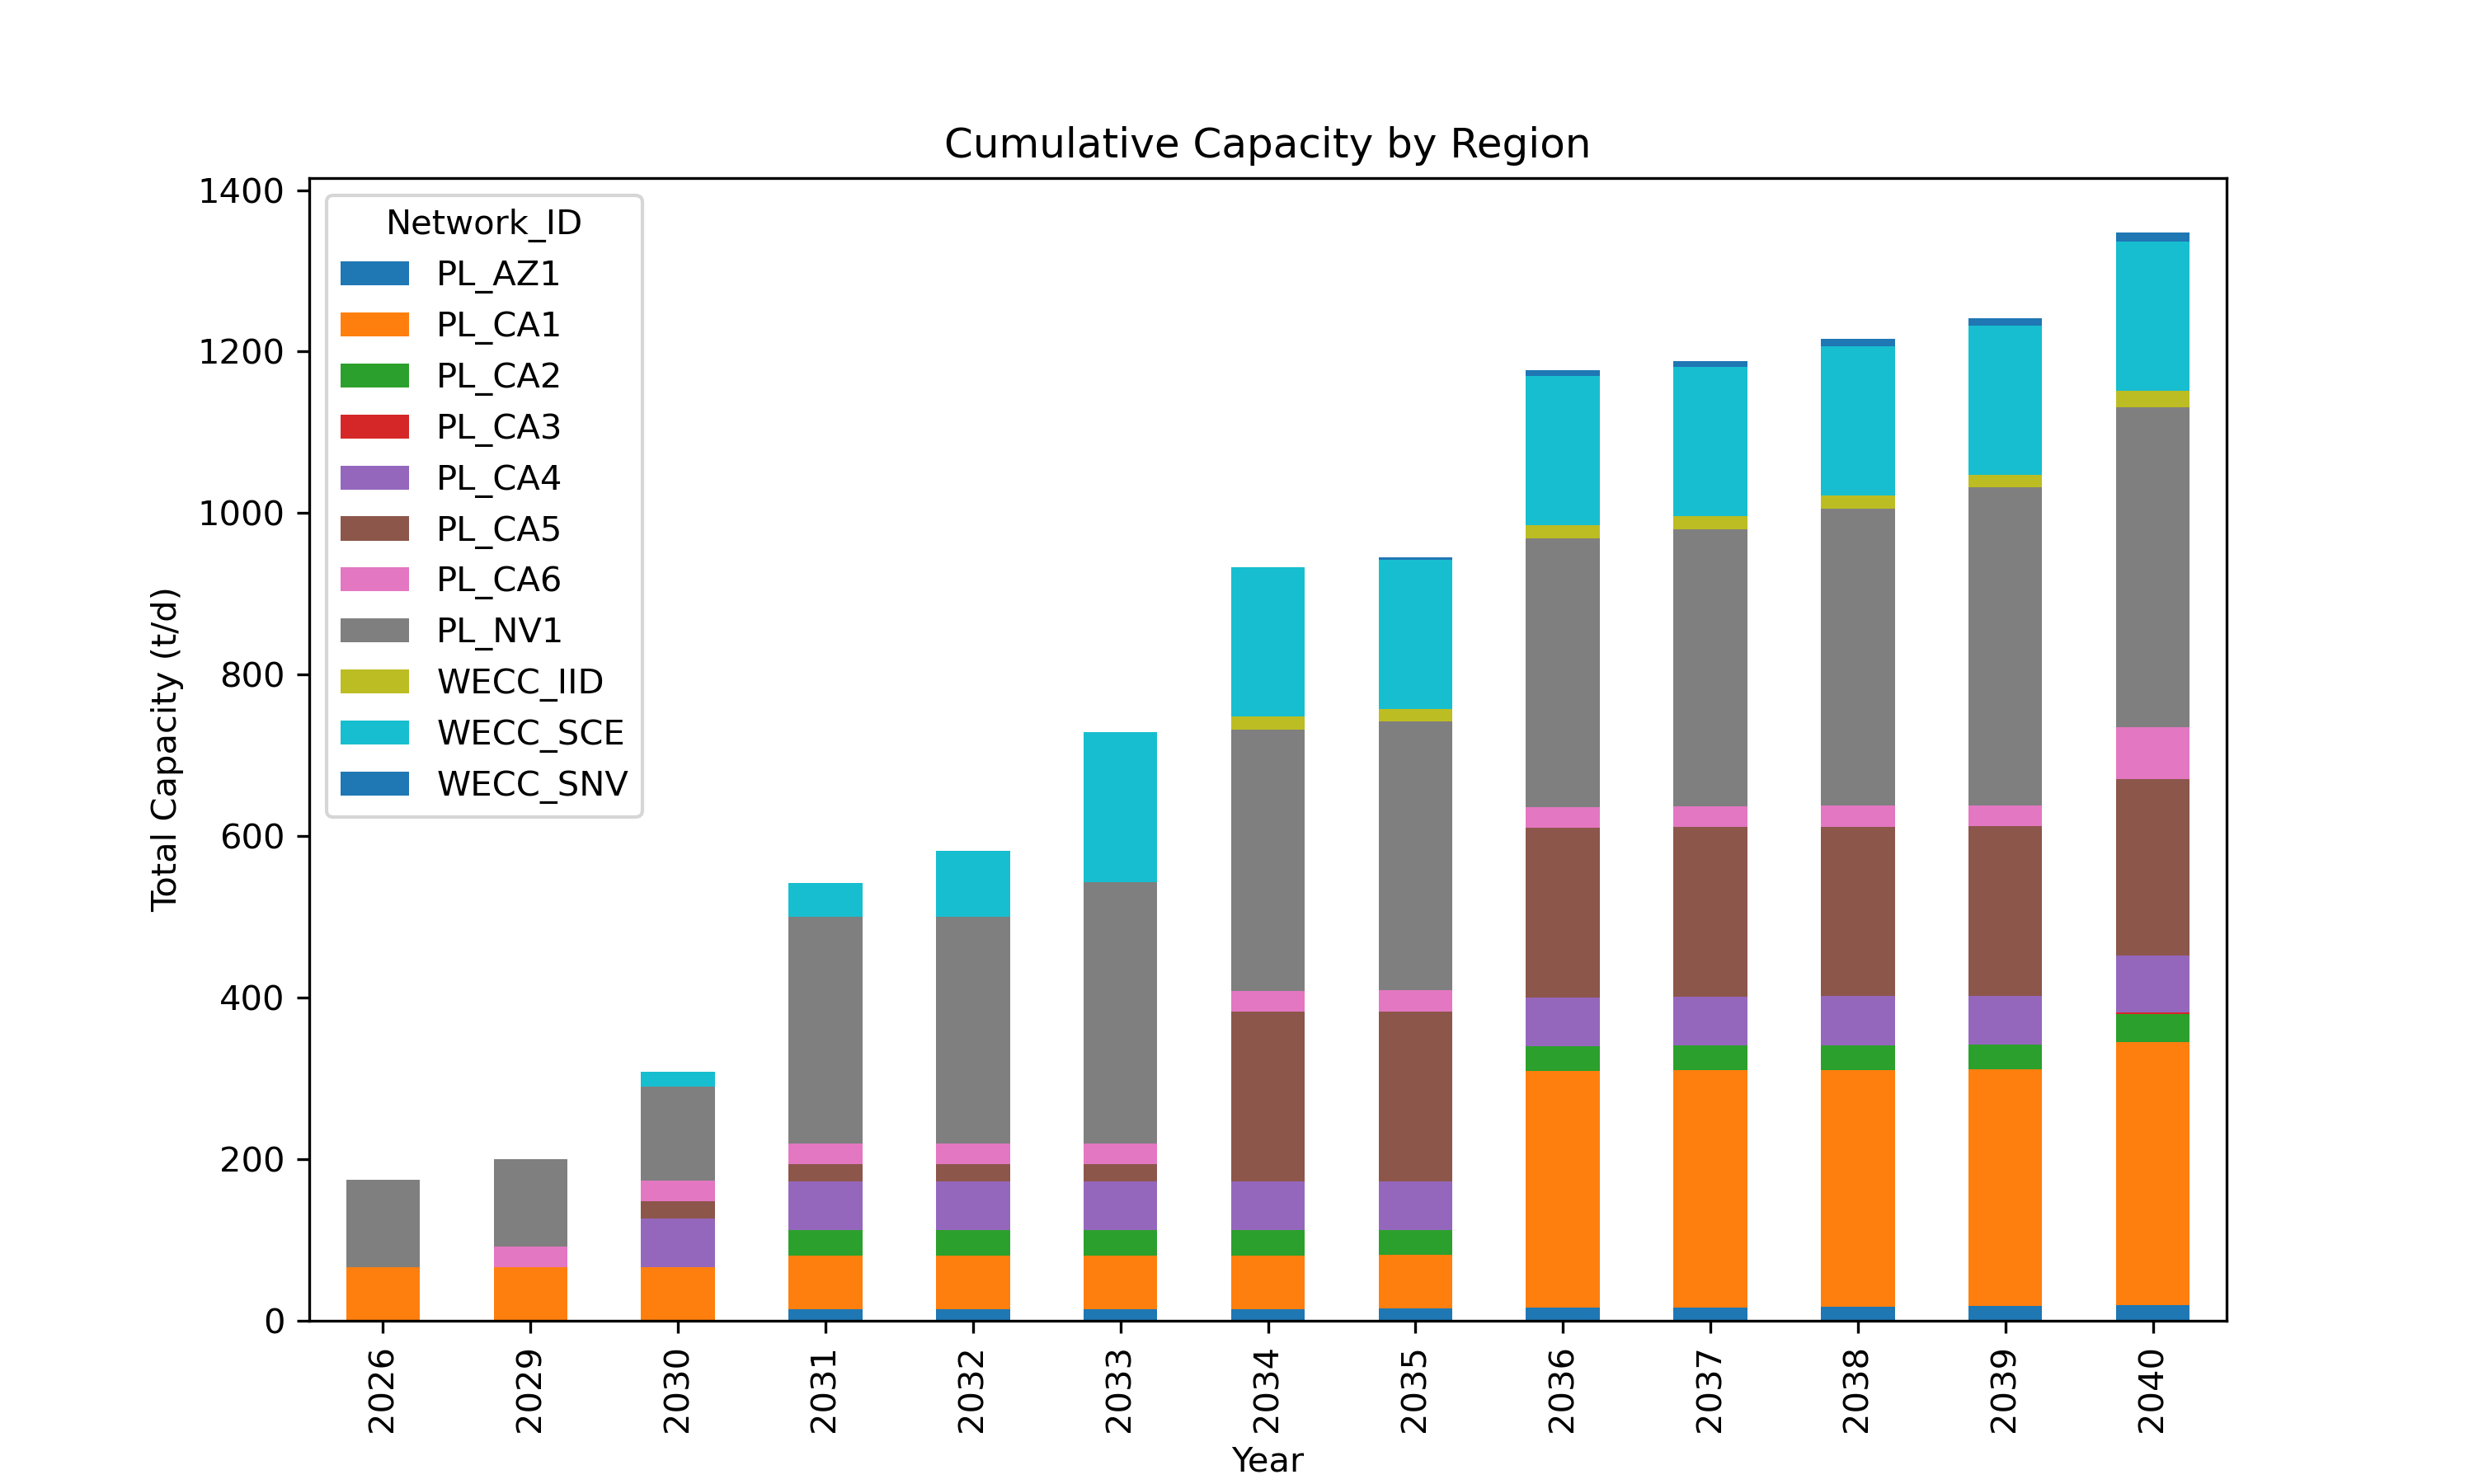 Cumulative Capacity by Region
Total Capacity (t/d)
1400
1200
1000
800
600
400
200
0
Network_ID
PL_AZ1
PL_CA1
PL_CA2
PL_CA3
PL_CA4
PL_CA5
PL_CA6
PL_NV1
WECC_IID
WECC_SCE
WECC_SNV
2026
2029
2030
2031
2032
2033
2034
2035
2036
2037
2038
2039
2040
Year